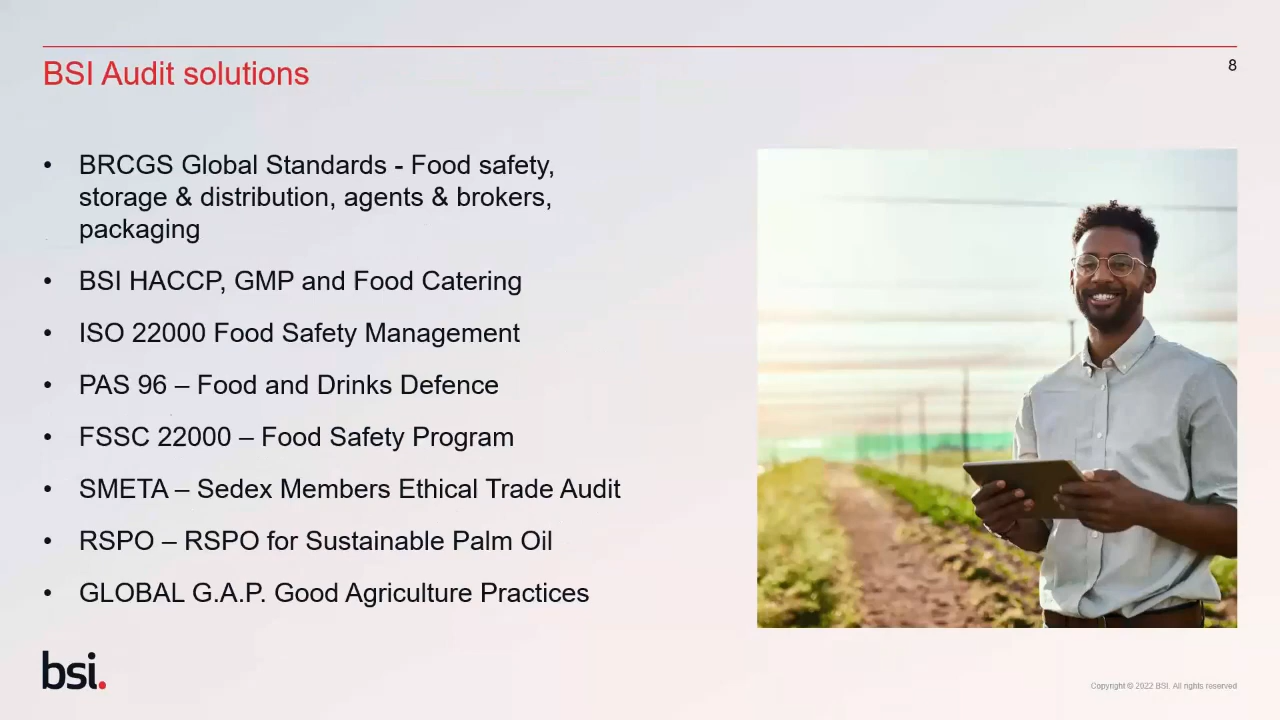 BSI Audit solutions
8
• BRCGS Global Standards - Food safety,
storage & distribution, agents & brokers,
packaging
• BSI HACCP, GMP and Food Catering
• ISO 22000 Food Safety Management
• PAS 96 – Food and Drinks Defence
• FSSC 22000 – Food Safety Program
• SMETA – Sedex Members Ethical Trade Audit
• RSPO – RSPO for Sustainable Palm Oil
• GLOBAL G.A.P. Good Agriculture Practices
bsi.
Copyright © 2022 BSI. All rights reserved